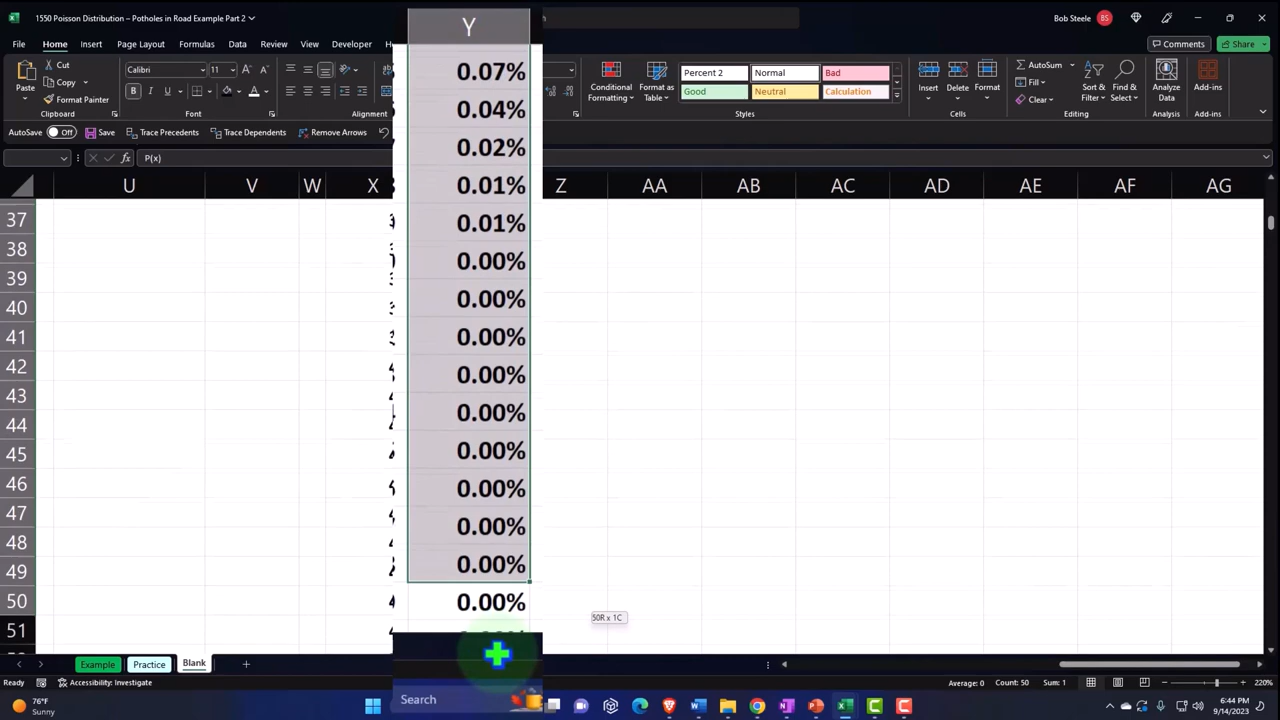 1550 Poisson Distribution – Potholes in Road Example Part 2
Bob Steele BS
File Home Insert Page Layout Formulas Data Review View Developer
Comments Share
Paste Cut Copy Format Painter Clipboard
Calibri 11 B I U
Alignment
Conditional Formatting Format as Table
Percent 2 Normal Bad
Good Neutral Calculation
Styles
Insert Delete Format Cells
AutoSum Fill Clear Sort & Filter Find & Select Editing
Analyze Data Analysis
Add-ins Add-ins
AutoSave Off Save Trace Precedents Trace Dependents Remove Arrows
fx P(x)
U V W X Y Z AA AB AC AD AE AF AG
37
38
39
40
41
42
43
44
45
46
47
48
49
50
51
0.07%
0.04%
0.02%
0.01%
0.01%
0.00%
0.00%
0.00%
0.00%
0.00%
0.00%
0.00%
0.00%
0.00%
0.00%
50R x 1C
Example Practice Blank
Ready Accessibility: Investigate Average: 0 Count: 50 Sum: 1 220%
76°F
Sunny
Search
6:44 PM
9/14/2023